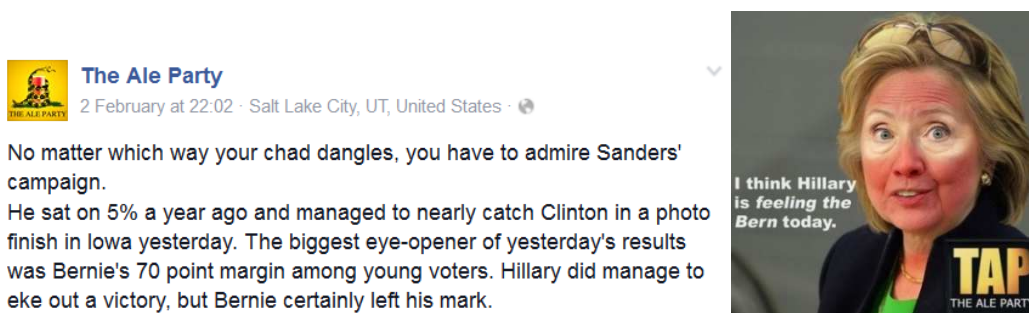 The Ale Party
2 February at 22:02 · Salt Lake City, UT, United States ·
THE ALE PARTY
No matter which way your chad dangles, you have to admire Sanders'
campaign.
He sat on 5% a year ago and managed to nearly catch Clinton in a photo
finish in Iowa yesterday. The biggest eye-opener of yesterday's results
was Bernie's 70 point margin among young voters. Hillary did manage to
eke out a victory, but Bernie certainly left his mark.
I think Hillary
is feeling the
Bern today.
TAP
THE ALE PART